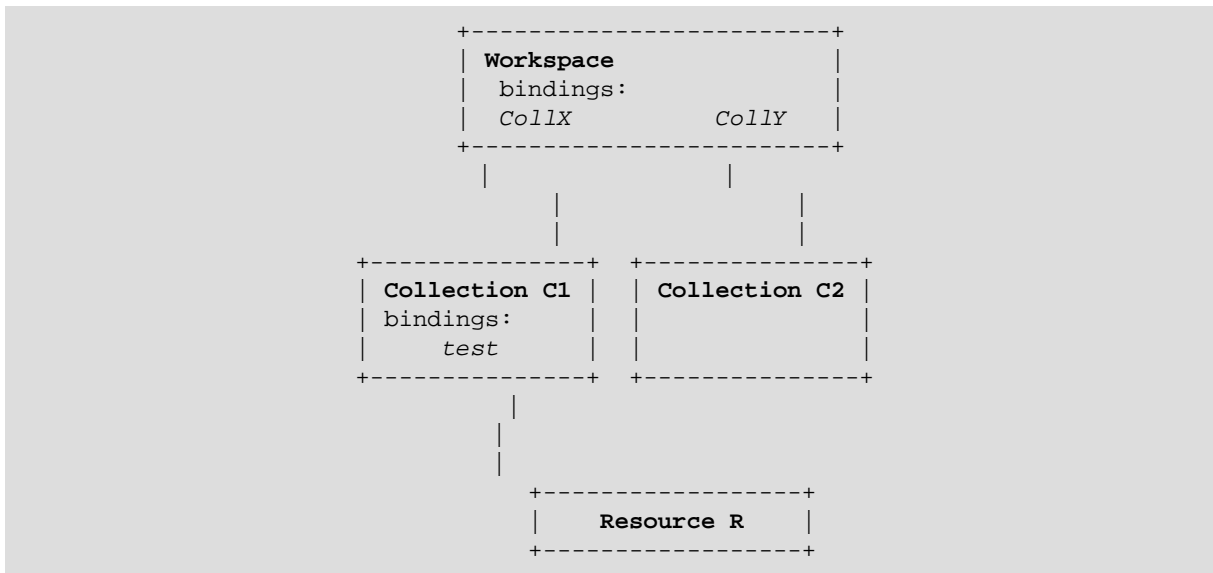 +-------------------------+
| Workspace               |
|  bindings:              |
|  CollX          CollY   |
+-------------------------+
|                |
|                |
|                |
+---------------+  +---------------+
| Collection C1 |  | Collection C2 |
| bindings:     |  |               |
|     test      |  |               |
+---------------+  +---------------+
|
|
|
+------------------+
|    Resource R    |
+------------------+